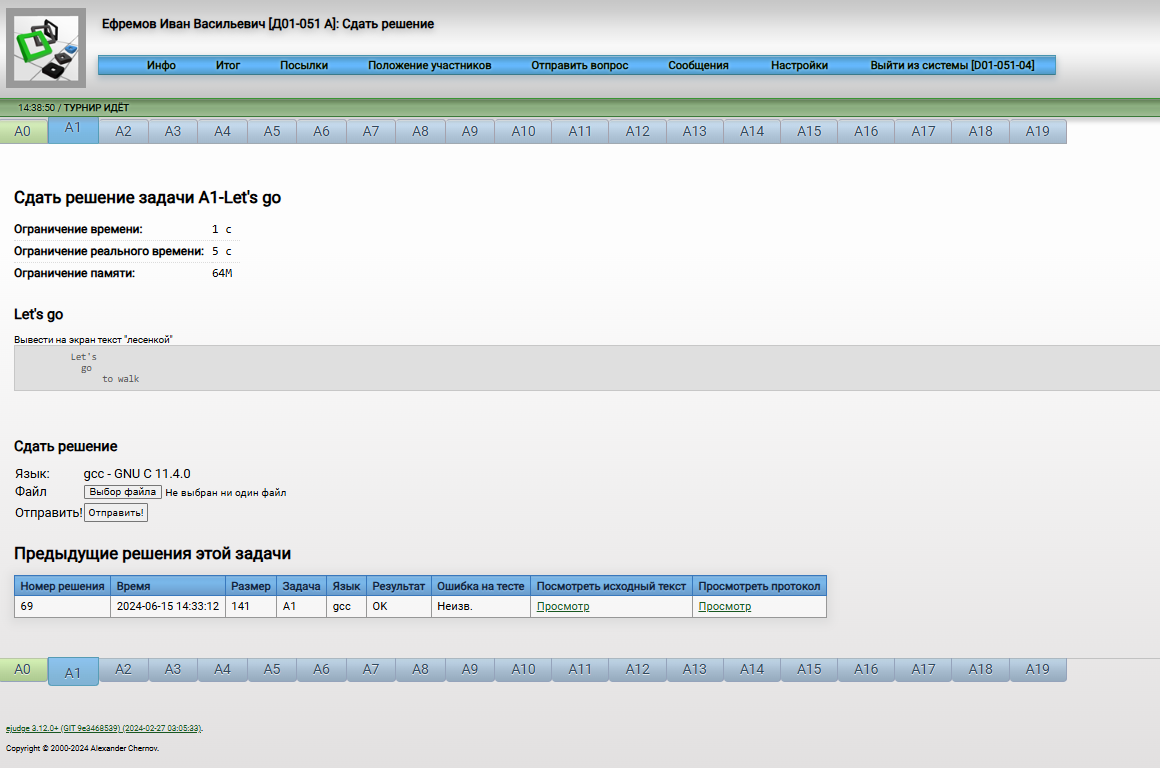 Ефремов Иван Васильевич [Д01-051 А]: Сдать решение
Инфо Итог Посылки Положение участников Отправить вопрос Сообщения Настройки Выйти из системы [D01-051-04]
14:38:50 / ТУРНИР ИДЁТ
A0 A1 A2 A3 A4 A5 A6 A7 A8 A9 A10 A11 A12 A13 A14 A15 A16 A17 A18 A19
Сдать решение задачи A1-Let's go
Ограничение времени: 1 с
Ограничение реального времени: 5 с
Ограничение памяти: 64M
Let's go
Вывести на экран текст "лесенкой"
Let's
go
to walk
Сдать решение
Язык: gcc - GNU C 11.4.0
Файл Выбор файла Не выбран ни один файл
Отправить! Отправить!
Предыдущие решения этой задачи
Номер решения Время Размер Задача Язык Результат Ошибка на тесте Посмотреть исходный текст Просмотреть протокол
69 2024-06-15 14:33:12 141 A1 gcc OK Неизв. Просмотр Просмотр
A0 A1 A2 A3 A4 A5 A6 A7 A8 A9 A10 A11 A12 A13 A14 A15 A16 A17 A18 A19
ejudge 3.12.0+ (GIT 9e3468539) (2024-02-27 03:05:33).
Copyright © 2000-2024 Alexander Chernov.